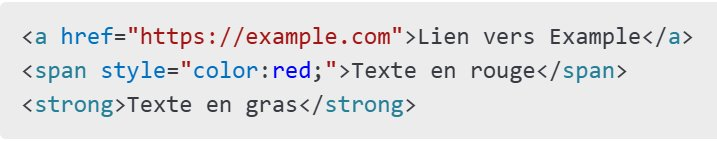 <a href="https://example.com">Lien vers Example</a>
<span style="color:red;">Texte en rouge</span>
<strong>Texte en gras</strong>